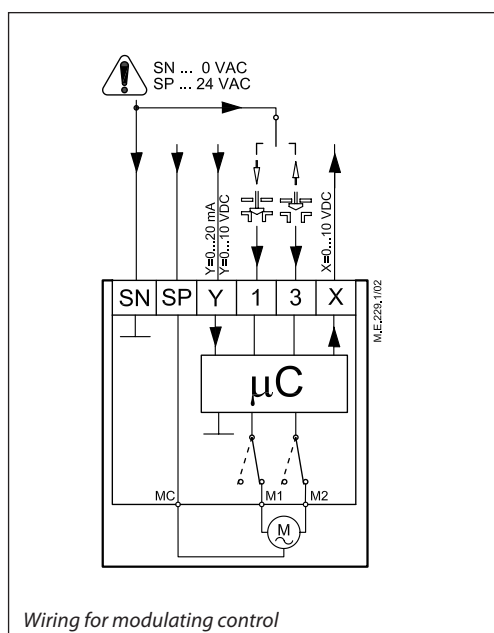 SN ... 0 VAC
SP ... 24 VAC
Y=0...20 mA
Y=0...10 VDC
X=0...10 VDC
SN SP Y 1 3 X
M.E.229.1/02
µC
MC M1 M2
M
Wiring for modulating control